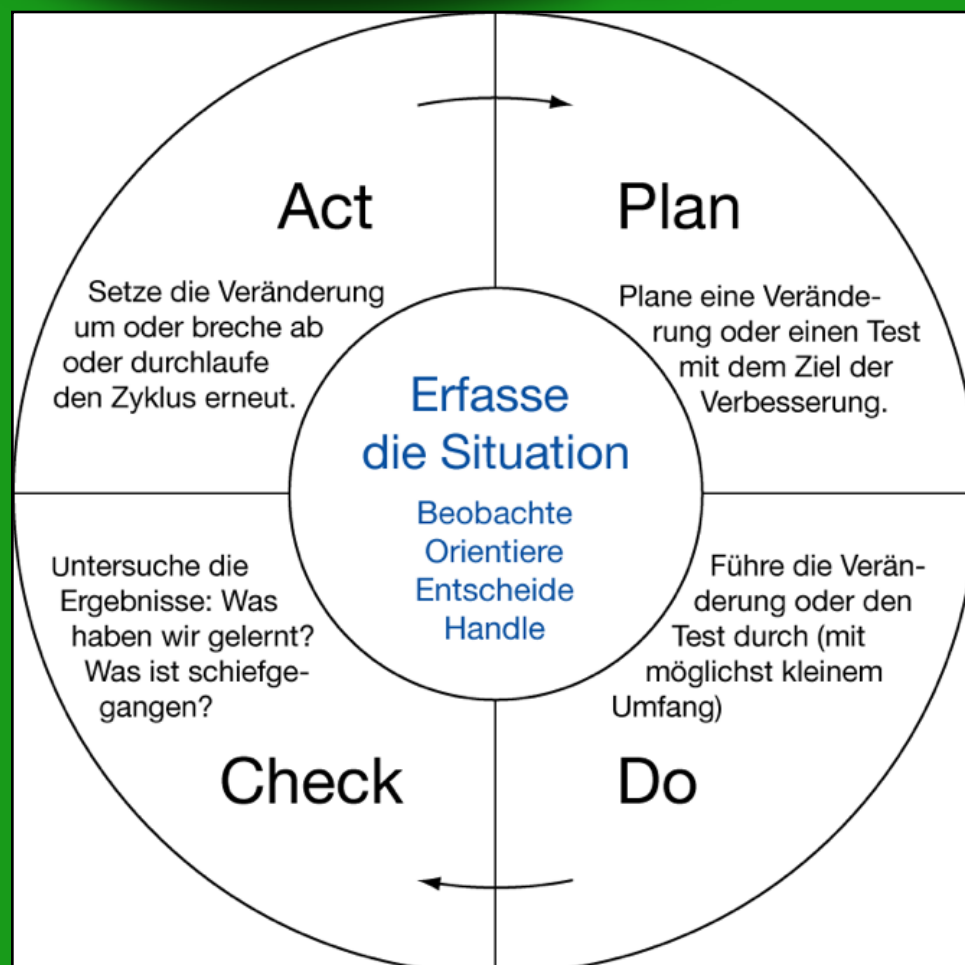 Act
Setze die Veränderung
um oder breche ab
oder durchlaufe
den Zyklus erneut.
Plan
Plane eine Verände-
rung oder einen Test
mit dem Ziel der
Verbesserung.
Erfasse
die Situation
Beobachte
Orientiere
Entscheide
Handle
Untersuche die
Ergebnisse: Was
haben wir gelernt?
Was ist schiefge-
gangen?
Check
Führe die Verän-
derung oder den
Test durch (mit
möglichst kleinem
Umfang)
Do